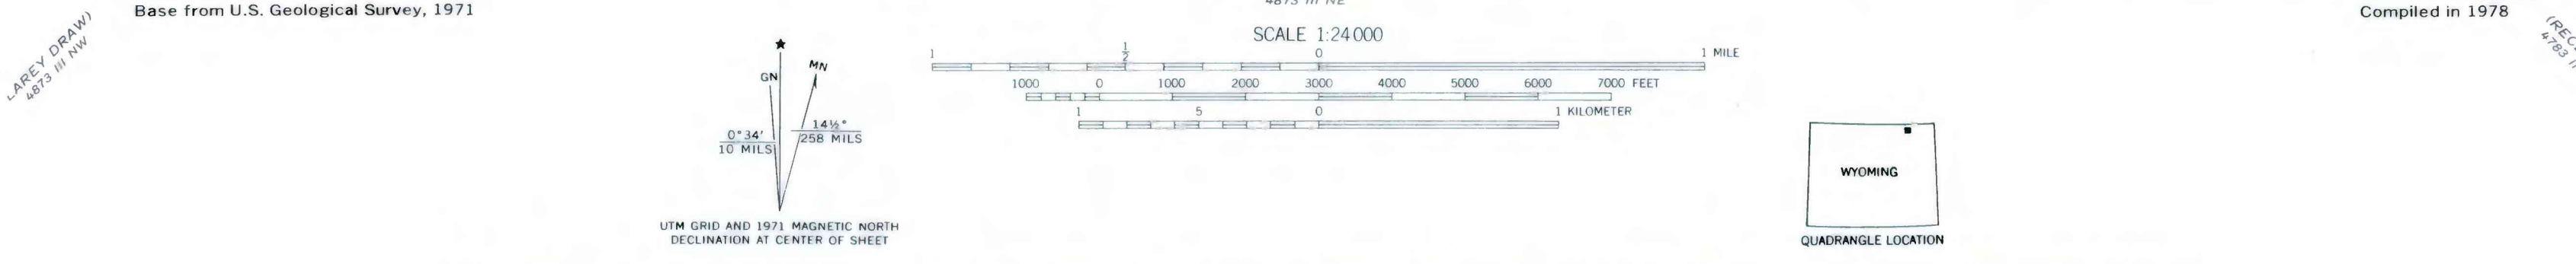 Base from U.S. Geological Survey, 1971
4873 III NE
Compiled in 1978
LAREY DRAW)
4873 III NW
(REC
4783 I
SCALE 1:24 000
1 1/2 0 1 MILE
1000 0 1000 2000 3000 4000 5000 6000 7000 FEET
1 5 0 1 KILOMETER
★
GN MN
0°34' 14½°
10 MILS 258 MILS
UTM GRID AND 1971 MAGNETIC NORTH
DECLINATION AT CENTER OF SHEET
WYOMING
QUADRANGLE LOCATION